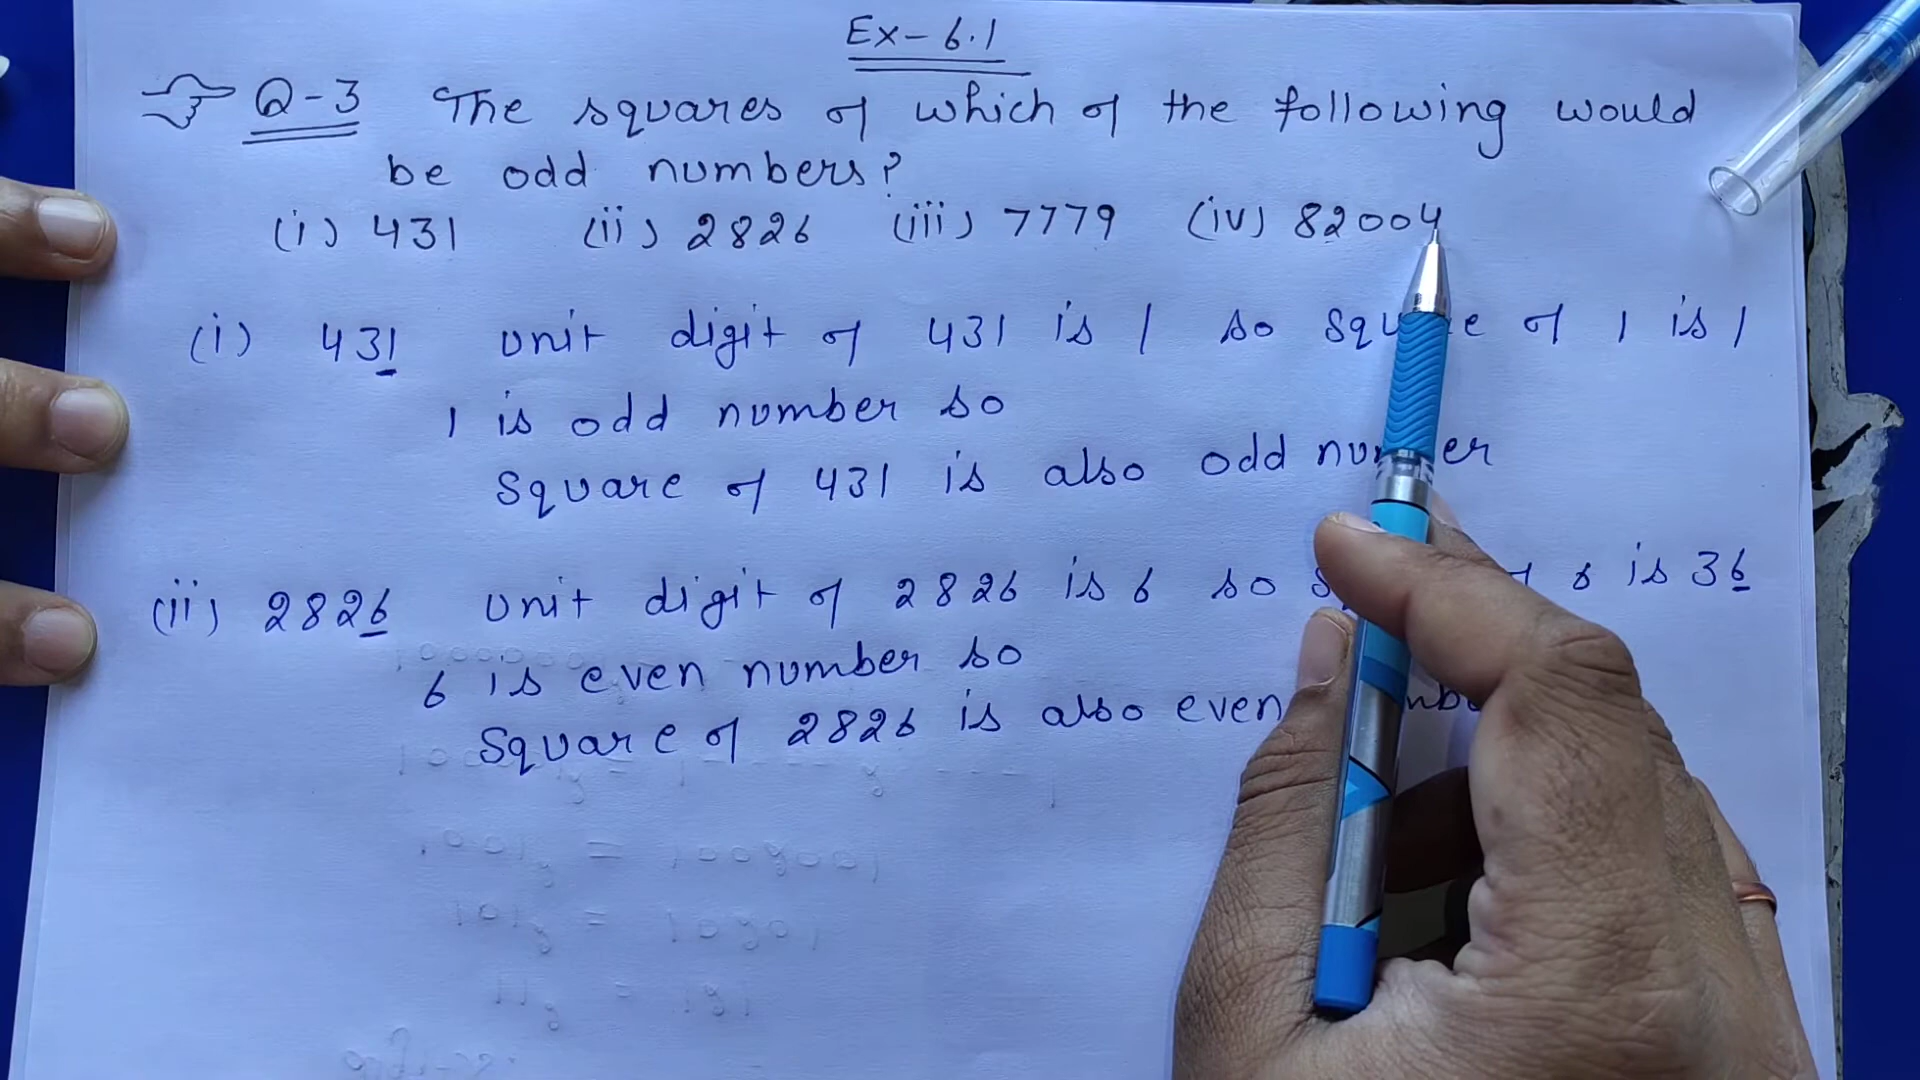 Ex-6.1
Q-3 The squares of which of the following would
be odd numbers?
(i) 431 (ii) 2826 (iii) 7779 (iv) 82004
(i) 431 unit digit of 431 is 1 so square of 1 is 1
1 is odd number so
Square of 431 is also odd number
(ii) 2826 unit digit of 2826 is 6 so of 6 is 36
6 is even number so
Square of 2826 is also even